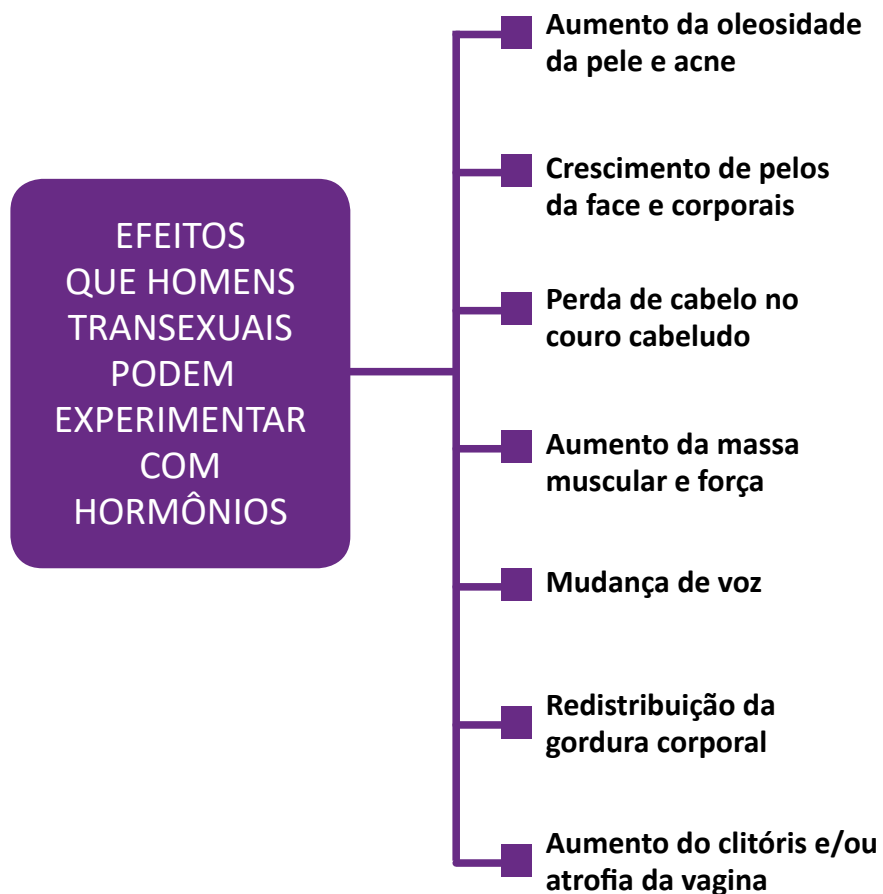 EFEITOS
QUE HOMENS
TRANSEXUAIS
PODEM
EXPERIMENTAR
COM
HORMÔNIOS
Aumento da oleosidade
da pele e acne
Crescimento de pelos
da face e corporais
Perda de cabelo no
couro cabeludo
Aumento da massa
muscular e força
Mudança de voz
Redistribuição da
gordura corporal
Aumento do clitóris e/ou
atrofia da vagina